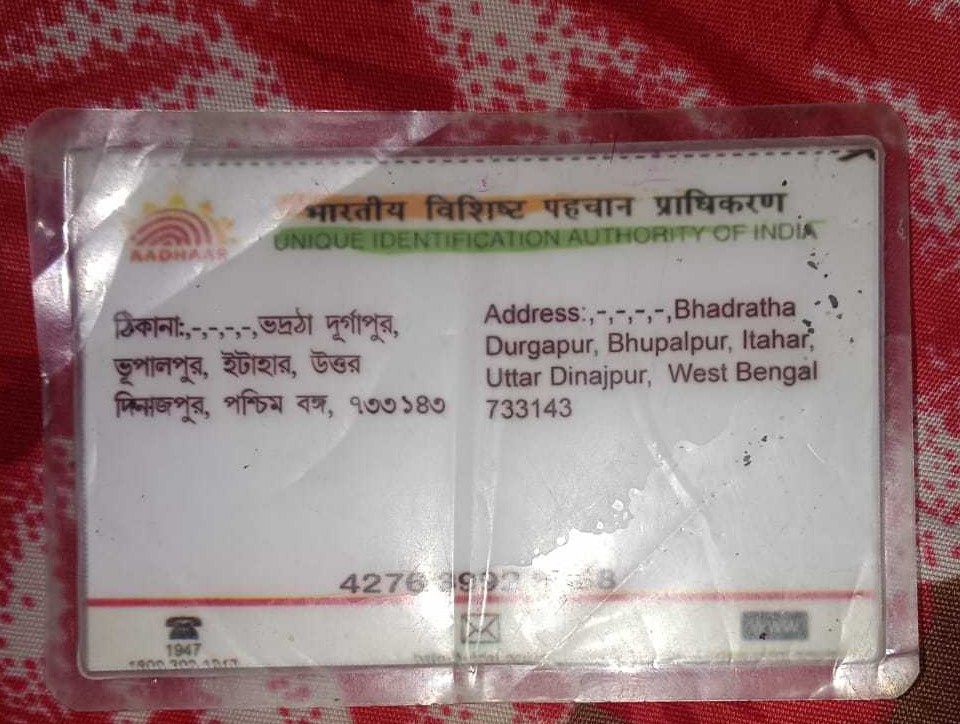 भारतीय विशिष्ट पहचान प्राधिकरण
UNIQUE IDENTIFICATION AUTHORITY OF INDIA
AADHAAR
ঠিকানা:,-,-,-,-,ভদ্রঠা দূর্গাপুর,
ভূপালপুর, ইটাহার, উত্তর
দিনাজপুর, পশ্চিম বঙ্গ, ৭৩৩১৪৩
Address:,-,-,-,-,Bhadratha
Durgapur, Bhupalpur, Itahar,
Uttar Dinajpur, West Bengal
733143
4276
1947